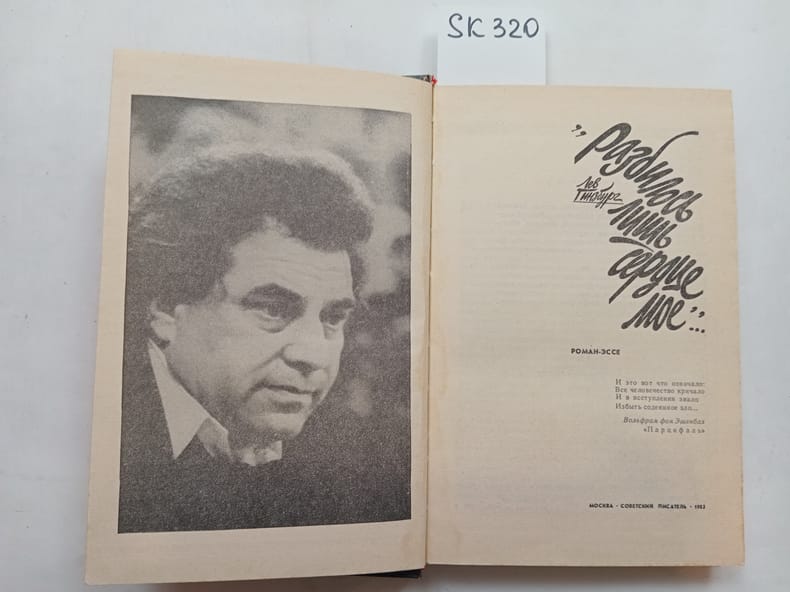 SK 320
„Разбилось
Лев
Гинзбург
лишь
сердце
мое"...
РОМАН-ЭССЕ
И это вот что означало:
Все человечество кричало
И в исступлении звало
Избыть содеянное зло...
Вольфрам фон Эшенбах
«Парцифаль»
МОСКВА · СОВЕТСКИЙ ПИСАТЕЛЬ · 1983